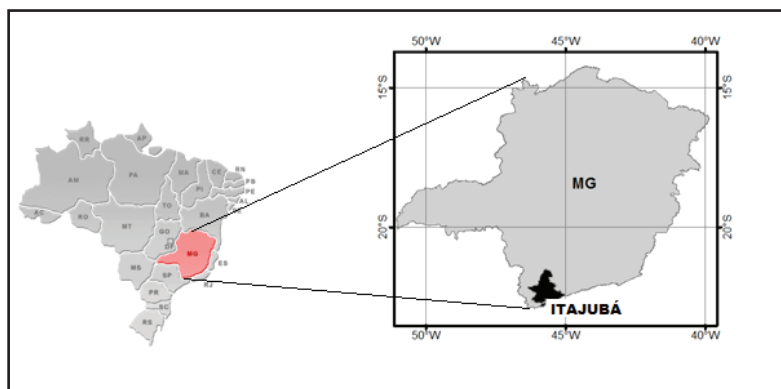 50°W 45°W 40°W
15°S 15°S
RR AP
AM PA MA CE RN
PI PB
PE
AC TO AL
RO BA
MT GO
DF
MG
MS ES
SP
RJ
PR
SC
RS
MG
20°S 20°S
ITAJUBÁ
50°W 45°W 40°W